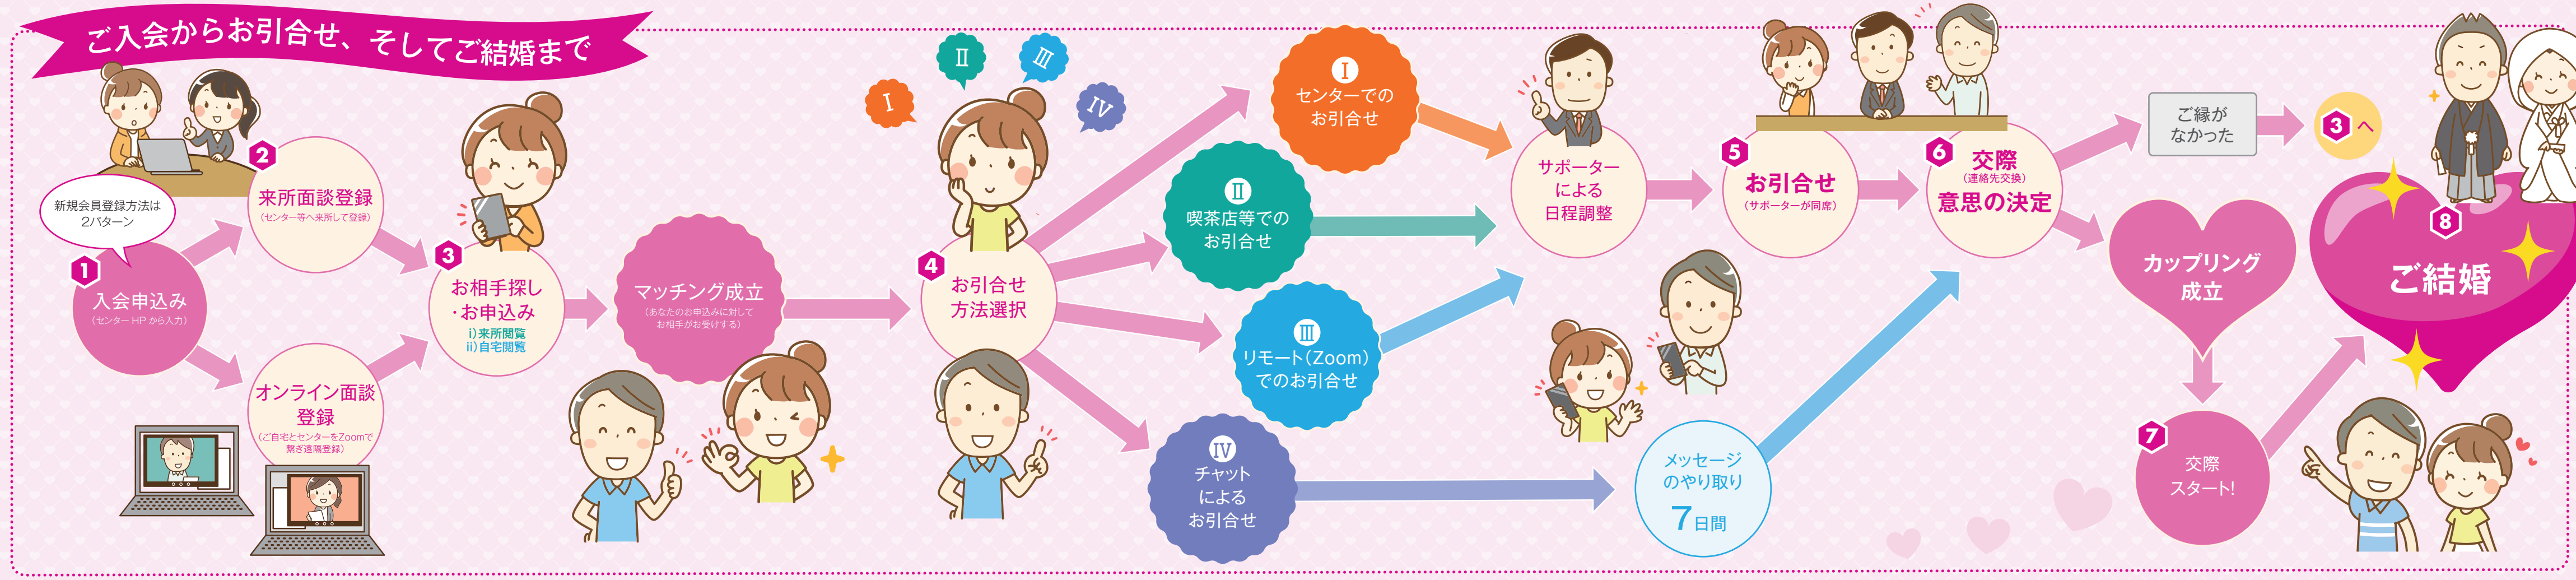 ご入会からお引合せ、そしてご結婚まで
新規会員登録方法は
2パターン
1
入会申込み
（センターHPから入力）
2
来所面談登録
（センター等へ来所して登録）
オンライン面談
登録
（ご自宅とセンターをZoomで
繋ぎ遠隔登録）
3
お相手探し
・お申込み
ⅰ）来所閲覧
ⅱ）自宅閲覧
マッチング成立
（あなたのお申込みに対して
お相手がお受けする）
Ⅰ
Ⅱ
Ⅲ
Ⅳ
4
お引合せ
方法選択
Ⅰ
センターでの
お引合せ
Ⅱ
喫茶店等での
お引合せ
Ⅲ
リモート（Zoom）
でのお引合せ
Ⅳ
チャット
による
お引合せ
サポーター
による
日程調整
メッセージ
のやり取り
7日間
5
お引合せ
（サポーターが同席）
6
交際
（連絡先交換）
意思の決定
ご縁が
なかった
3へ
カップリング
成立
7
交際
スタート!
8
ご結婚